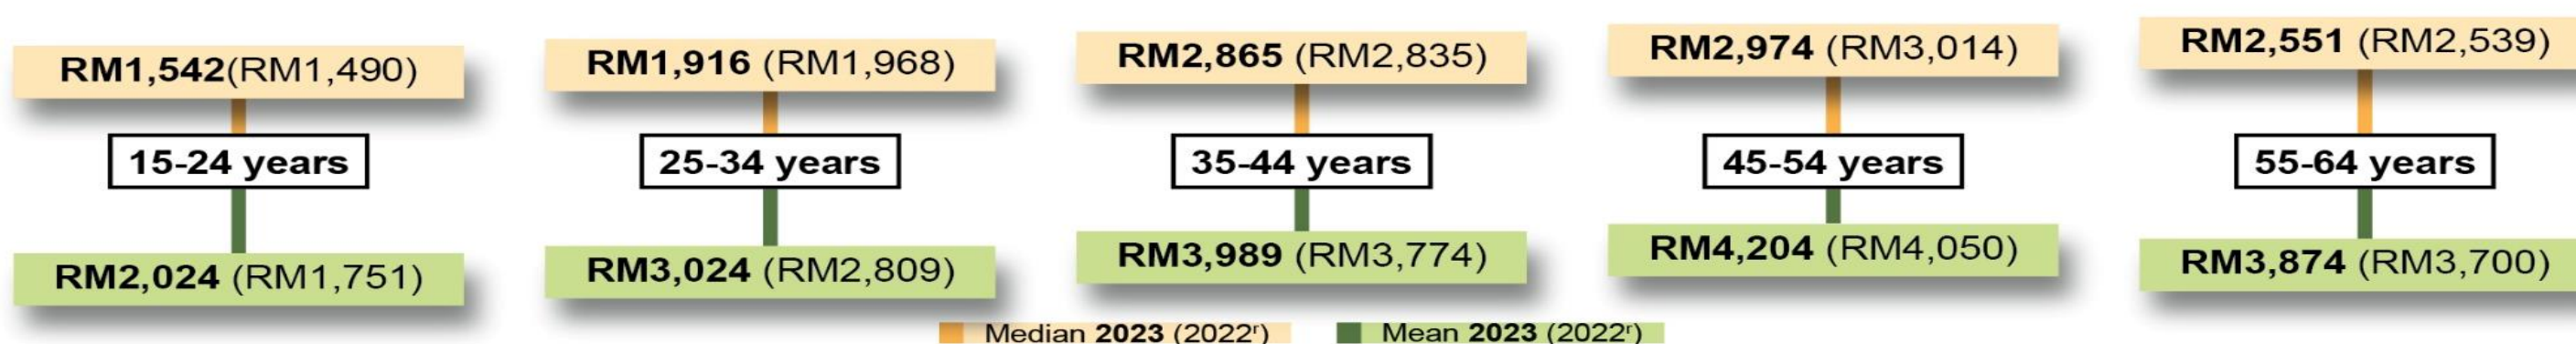 RM1,542(RM1,490)
RM1,916 (RM1,968)
RM2,865 (RM2,835)
RM2,974 (RM3,014)
RM2,551 (RM2,539)
15-24 years
25-34 years
35-44 years
45-54 years
55-64 years
RM2,024 (RM1,751)
RM3,024 (RM2,809)
RM3,989 (RM3,774)
RM4,204 (RM4,050)
RM3,874 (RM3,700)
Median 2023 (2022ʳ)
Mean 2023 (2022ʳ)